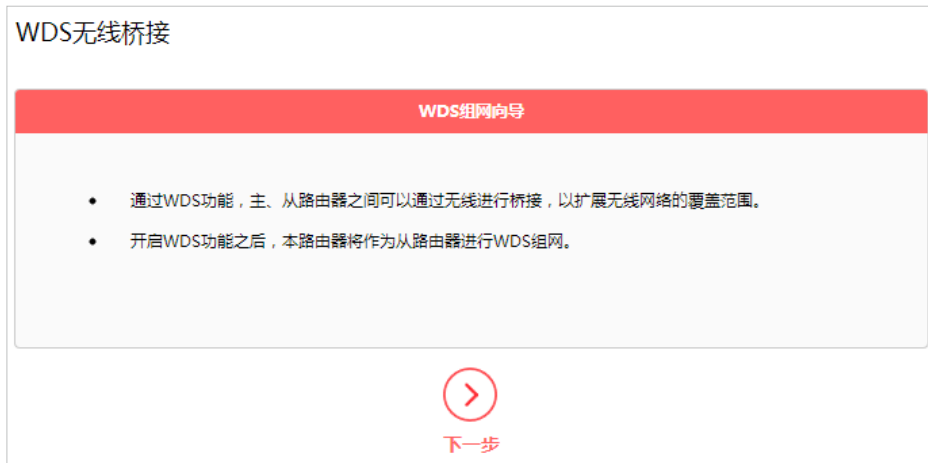 WDS无线桥接
WDS组网向导
• 通过WDS功能，主、从路由器之间可以通过无线进行桥接，以扩展无线网络的覆盖范围。
• 开启WDS功能之后，本路由器将作为从路由器进行WDS组网。
下一步